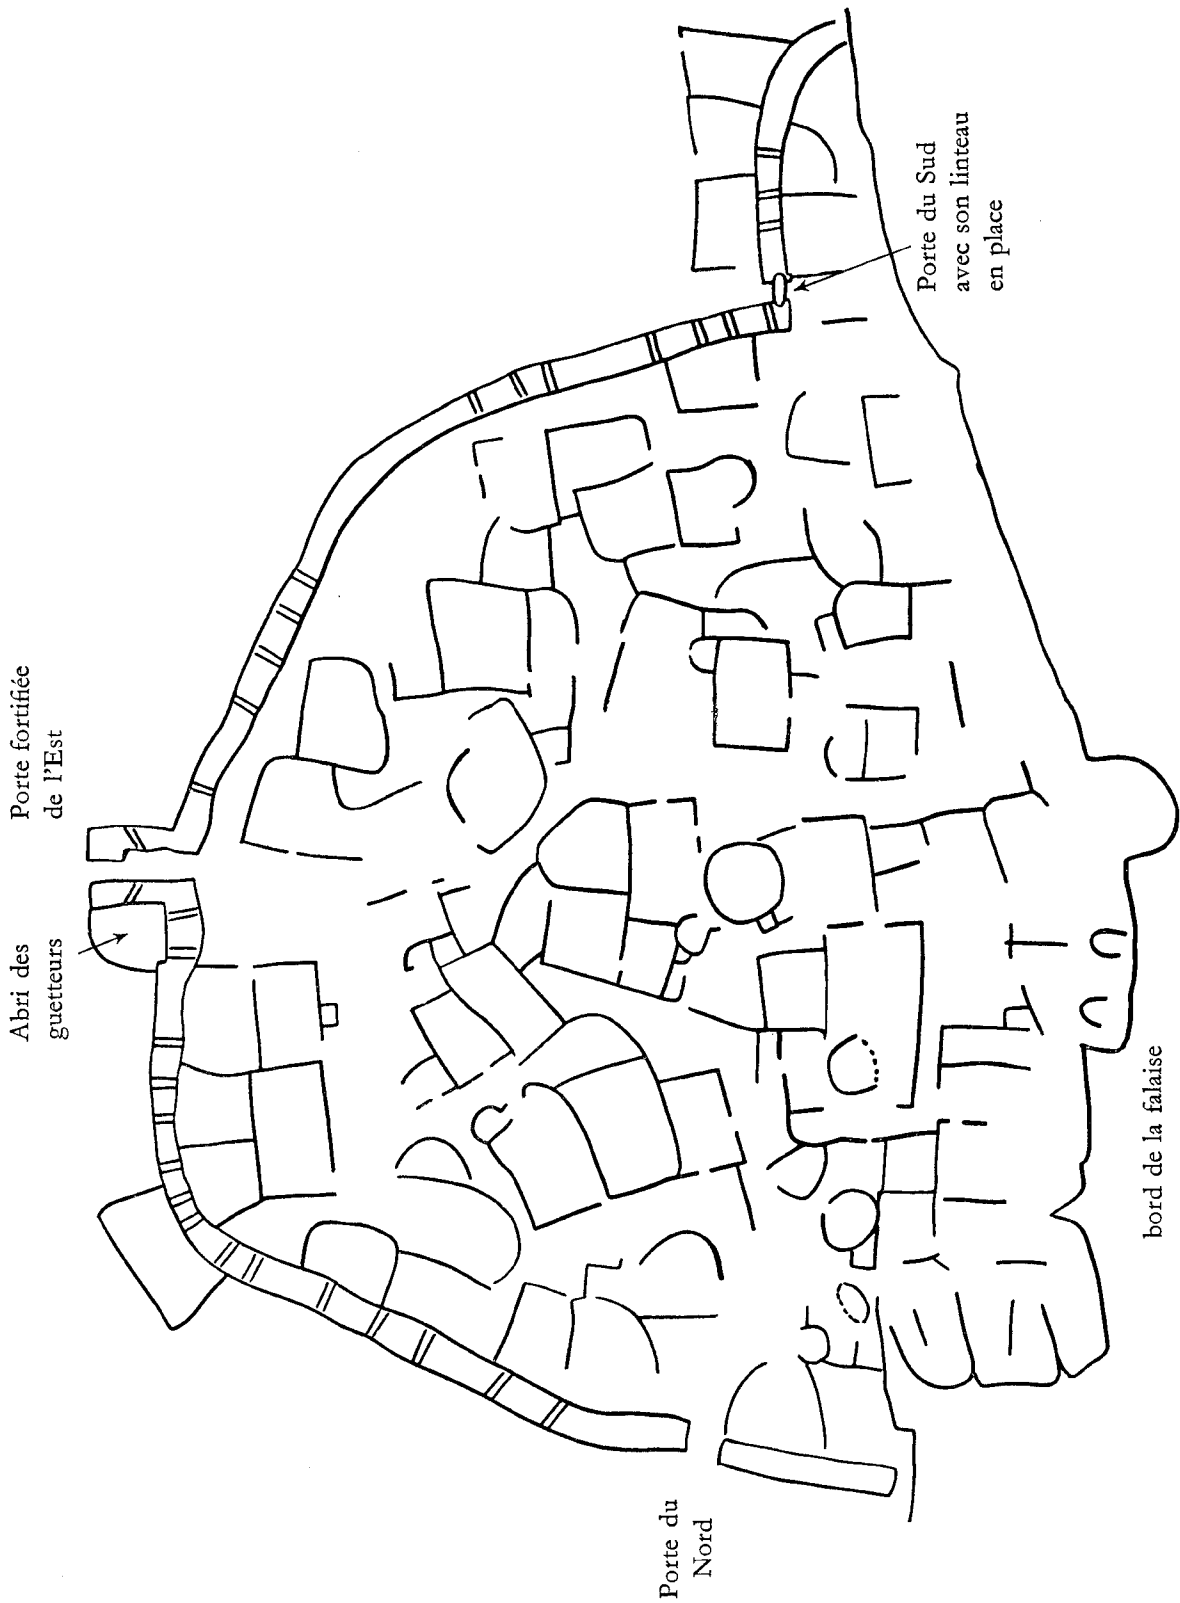 Porte fortifiée
de l'Est
Abri des
guetteurs
Porte du Sud
avec son linteau
en place
Porte du
Nord
bord de la falaise